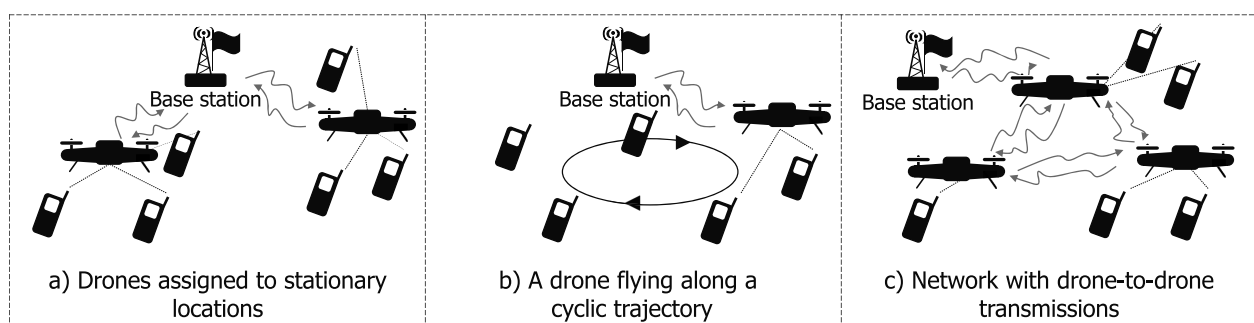 Base station
a) Drones assigned to stationary
locations
Base station
b) A drone flying along a
cyclic trajectory
Base station
c) Network with drone-to-drone
transmissions